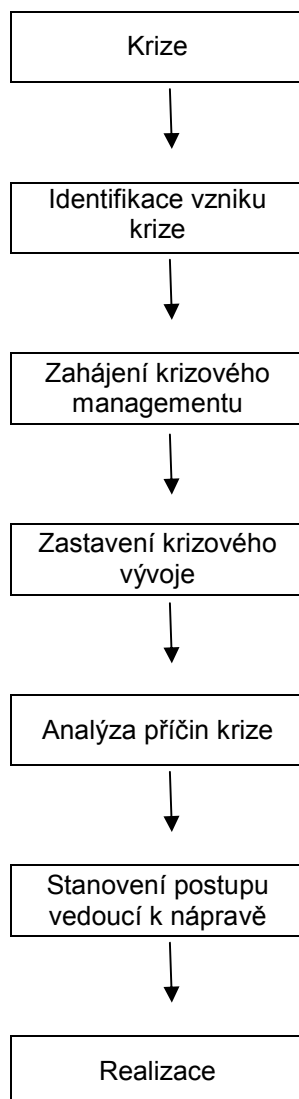 Krize
Identifikace vzniku
krize
Zahájení krizového
managementu
Zastavení krizového
vývoje
Analýza příčin krize
Stanovení postupu
vedoucí k nápravě
Realizace